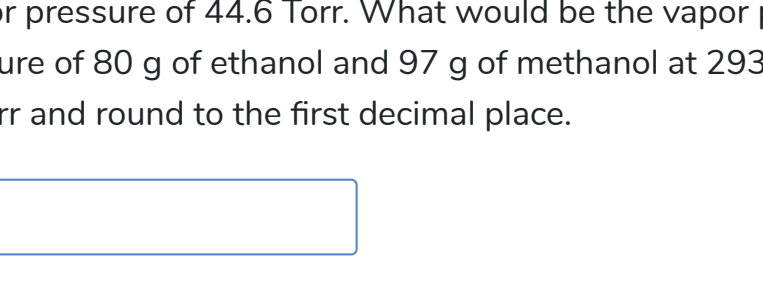 or pressure of 44.6 Torr. What would be the vapor
ure of 80 g of ethanol and 97 g of methanol at 293
rr and round to the first decimal place.